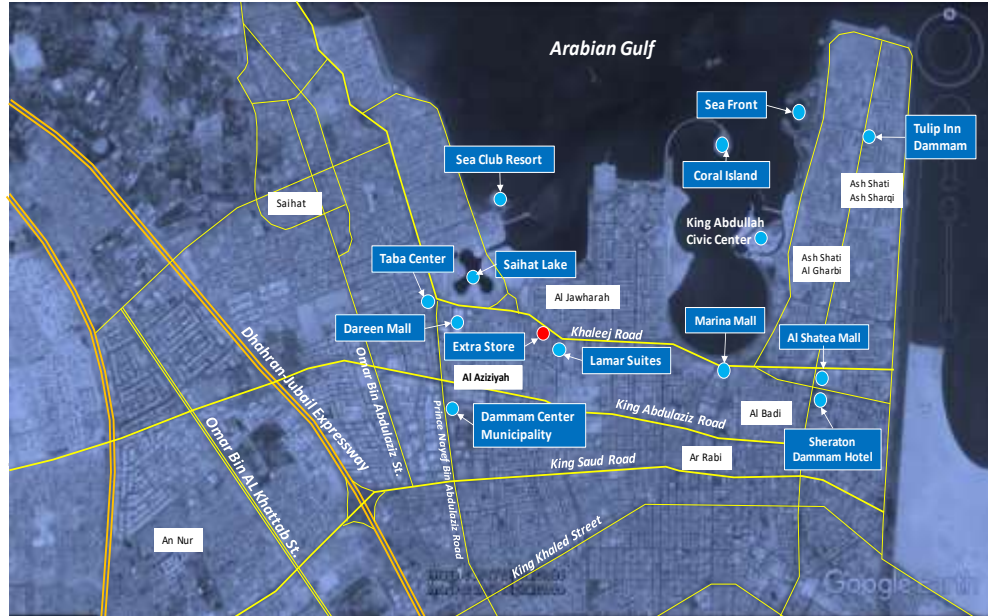 Arabian Gulf
Sea Front
Tulip Inn
Dammam
Sea Club Resort
Coral Island
Ash Shati
Ash Sharqi
Saihat
King Abdullah
Civic Center
Taba Center
Saihat Lake
Ash Shati
Al Gharbi
Al Jawharah
Marina Mall
Dareen Mall
Khaleej Road
Al Shatea Mall
Extra Store
Lamar Suites
Dhahran-Jubail Expressway
Omar Bin Abdulaziz St.
Al Aziziyah
Prince Nayef Bin Abdulaziz Road
Dammam Center
Municipality
King Abdulaziz Road
Al Badi
Sheraton
Dammam Hotel
Omar Bin AL Khattab St.
King Saud Road
Ar Rabi
An Nur
King Khaled Street
Google Earth